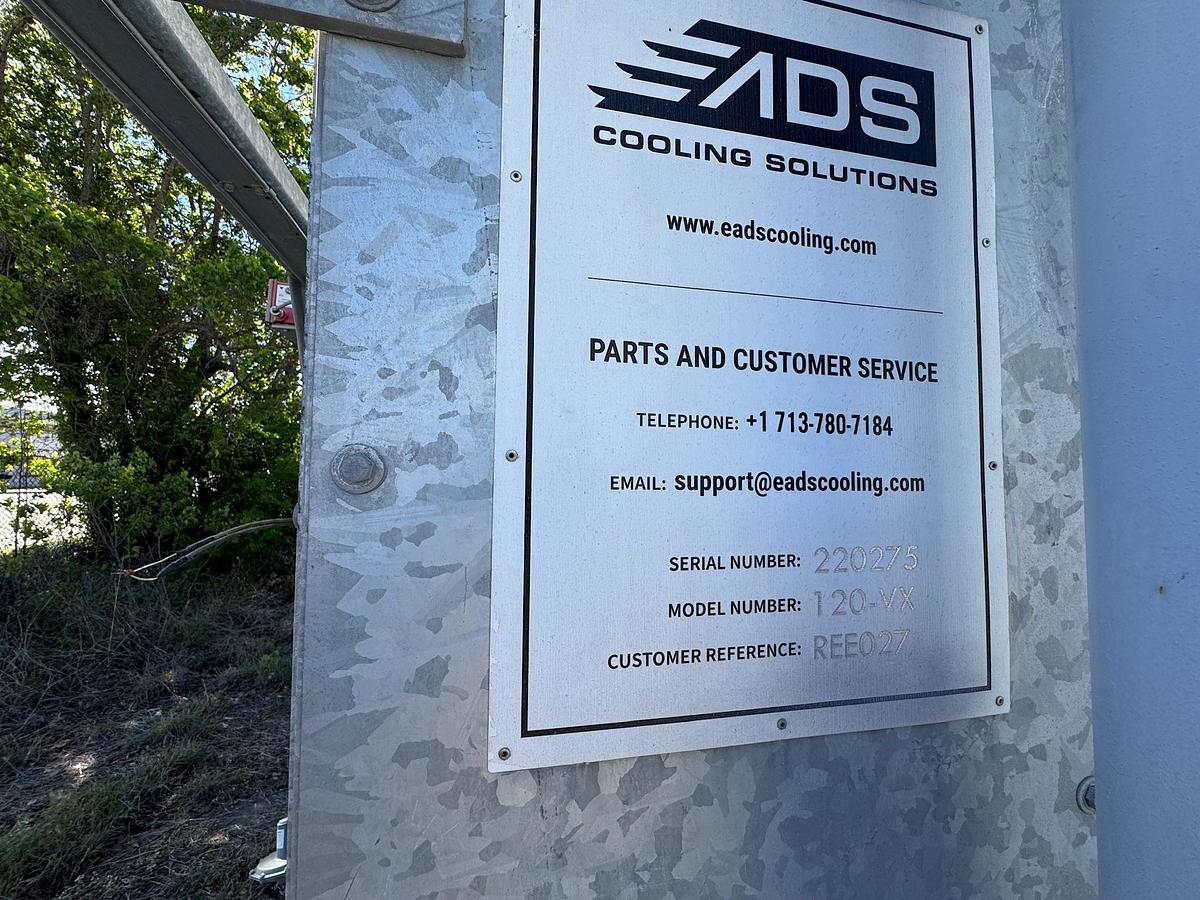 EADS
COOLING SOLUTIONS
www.eadscooling.com
PARTS AND CUSTOMER SERVICE
TELEPHONE: +1 713-780-7184
EMAIL: support@eadscooling.com
SERIAL NUMBER: 220275
MODEL NUMBER: 120-VX
CUSTOMER REFERENCE: REE027